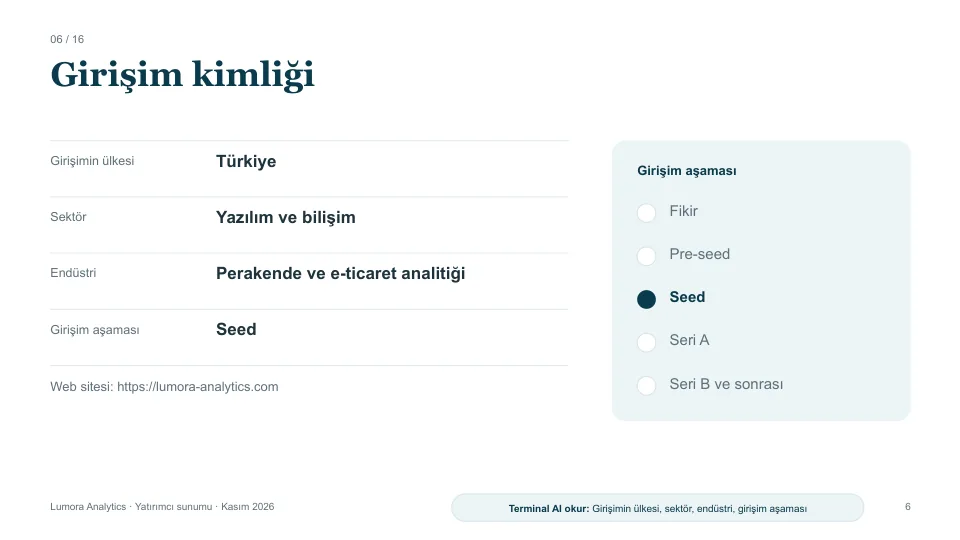 06 / 16
Girişim kimliği
Girişimin ülkesi Türkiye
Sektör Yazılım ve bilişim
Endüstri Perakende ve e-ticaret analitiği
Girişim aşaması Seed
Web sitesi: https://lumora-analytics.com
Girişim aşaması
Fikir
Pre-seed
Seed
Seri A
Seri B ve sonrası
Lumora Analytics · Yatırımcı sunumu · Kasım 2026
Terminal AI okur: Girişimin ülkesi, sektör, endüstri, girişim aşaması
6